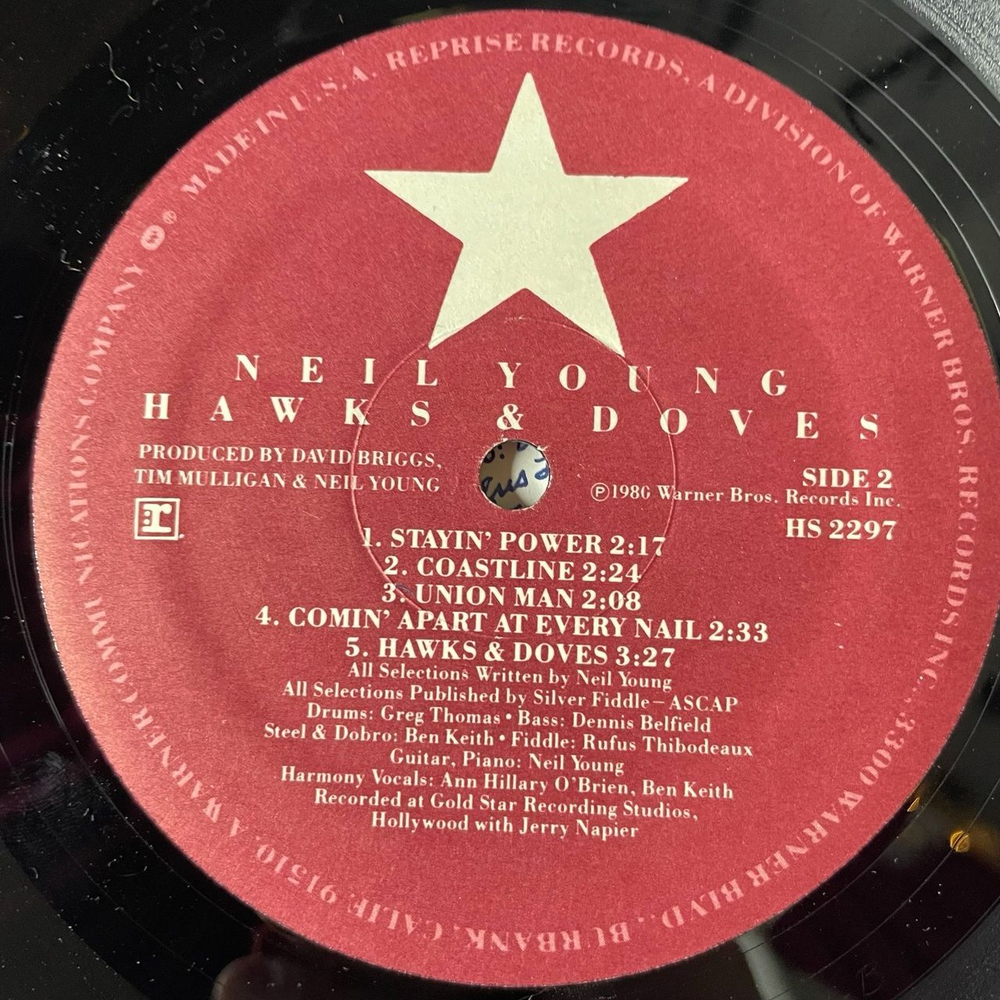 MADE IN U.S.A. REPRISE RECORDS, A DIVISION OF WARNER BROS. RECORDS INC., 3300 WARNER BLVD., BURBANK, CALIF. 91510, A WARNER COMMUNICATIONS COMPANY
NEIL YOUNG
HAWKS & DOVES
PRODUCED BY DAVID BRIGGS,
TIM MULLIGAN & NEIL YOUNG
r
SIDE 2
℗1980 Warner Bros. Records Inc.
HS 2297
1. STAYIN' POWER 2:17
2. COASTLINE 2:24
3. UNION MAN 2:08
4. COMIN' APART AT EVERY NAIL 2:33
5. HAWKS & DOVES 3:27
All Selections Written by Neil Young
All Selections Published by Silver Fiddle – ASCAP
Drums: Greg Thomas • Bass: Dennis Belfield
Steel & Dobro: Ben Keith • Fiddle: Rufus Thibodeaux
Guitar, Piano: Neil Young
Harmony Vocals: Ann Hillary O'Brien, Ben Keith
Recorded at Gold Star Recording Studios,
Hollywood with Jerry Napier